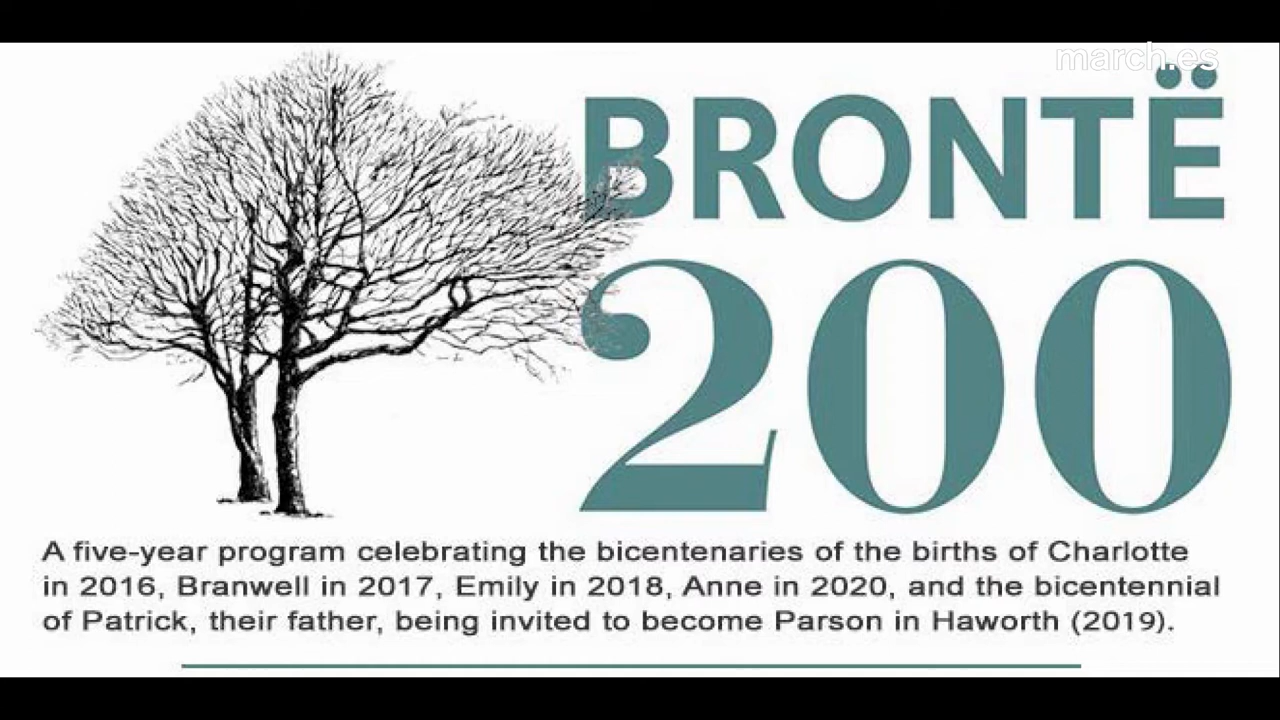 march.es
BRONTË
200
A five-year program celebrating the bicentenaries of the births of Charlotte
in 2016, Branwell in 2017, Emily in 2018, Anne in 2020, and the bicentennial
of Patrick, their father, being invited to become Parson in Haworth (2019).